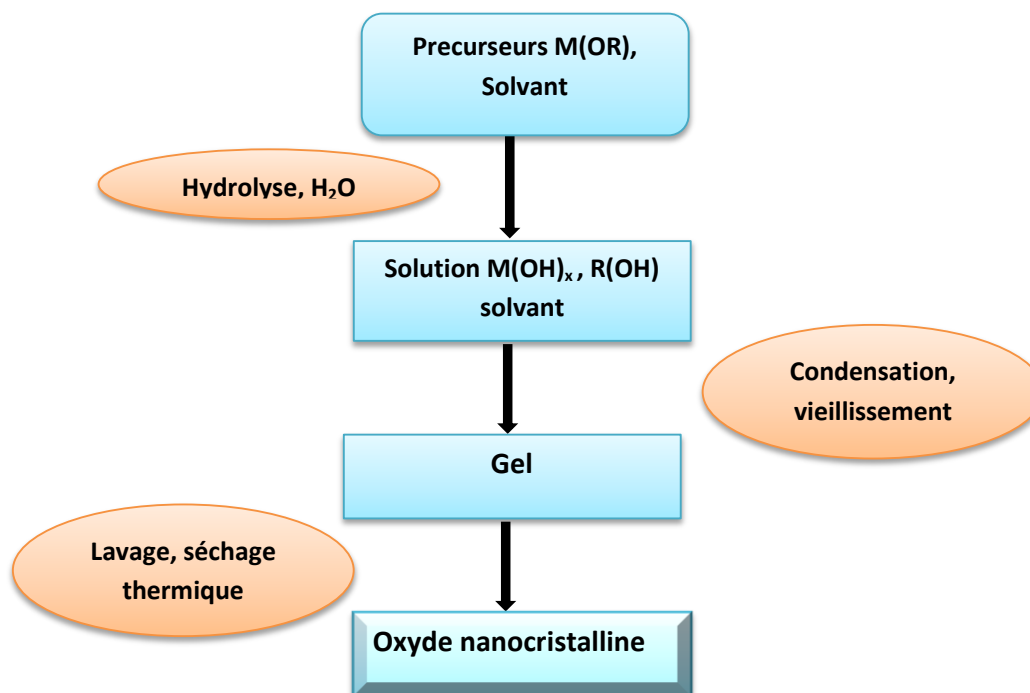 Precurseurs M(OR),
Solvant
Hydrolyse, H₂O
Solution M(OH)ₓ, R(OH)
solvant
Condensation,
vieillissement
Gel
Lavage, séchage
thermique
Oxyde nanocristalline